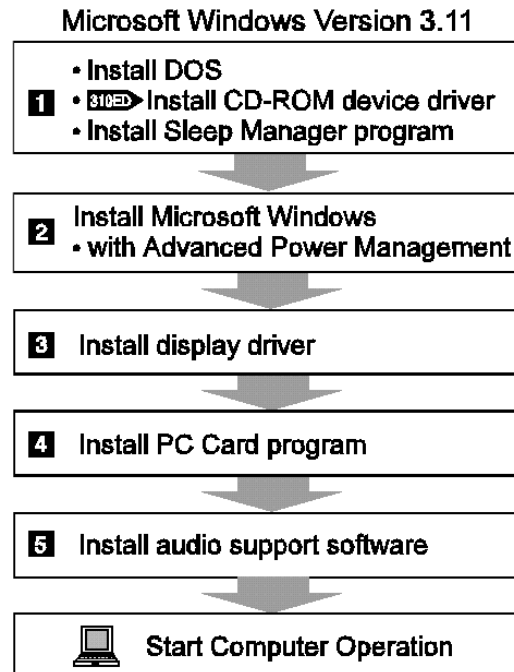 Microsoft Windows Version 3.11
1
• Install DOS
• 310ED Install CD-ROM device driver
• Install Sleep Manager program
2
Install Microsoft Windows
• with Advanced Power Management
3 Install display driver
4 Install PC Card program
5 Install audio support software
Start Computer Operation